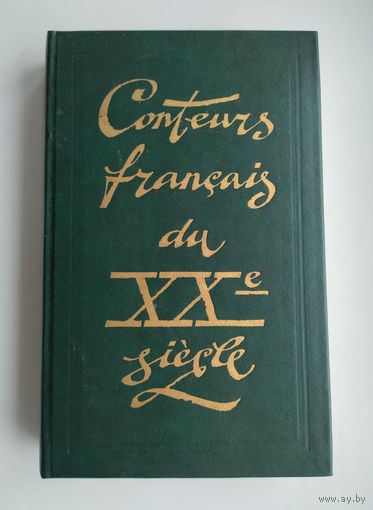 Conteurs
français
du
XXe
siècle
www.ay.by